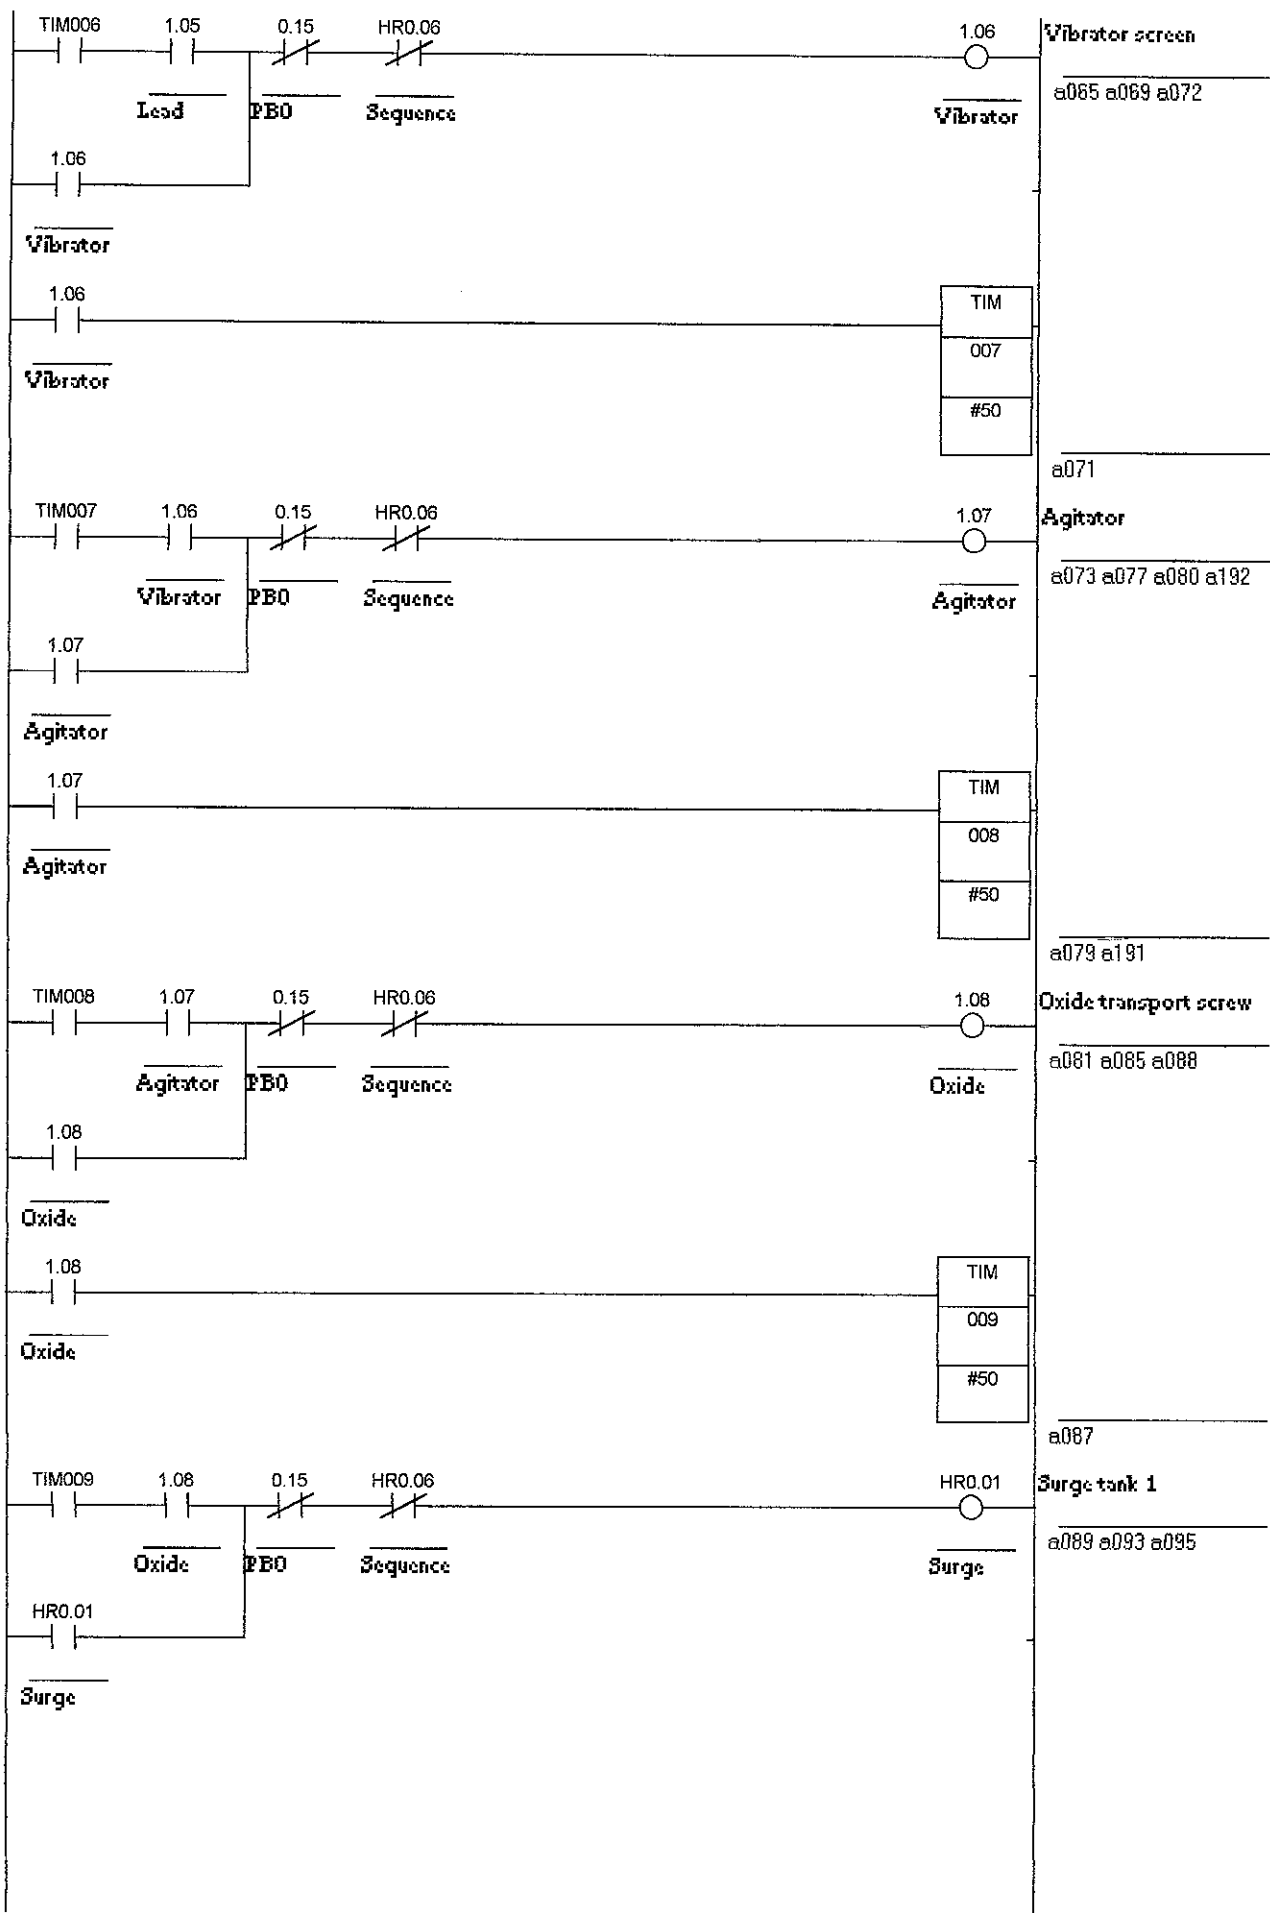 TIM006 1.05 0.15 HR0.06 1.06 Vibrator screen
a065 a069 a072
Lead PB0 Sequence Vibrator
1.06
Vibrator
1.06 TIM
007
Vibrator
#50
a071
TIM007 1.06 0.15 HR0.06 1.07 Agitator
a073 a077 a080 a192
Vibrator PB0 Sequence Agitator
1.07
Agitator
1.07 TIM
008
Agitator
#50
a079 a191
TIM008 1.07 0.15 HR0.06 1.08 Oxide transport screw
a081 a085 a088
Agitator PB0 Sequence Oxide
1.08
Oxide
1.08 TIM
009
Oxide
#50
a087
TIM009 1.08 0.15 HR0.06 HR0.01 Surge tank 1
a089 a093 a095
Oxide PB0 Sequence Surge
HR0.01
Surge